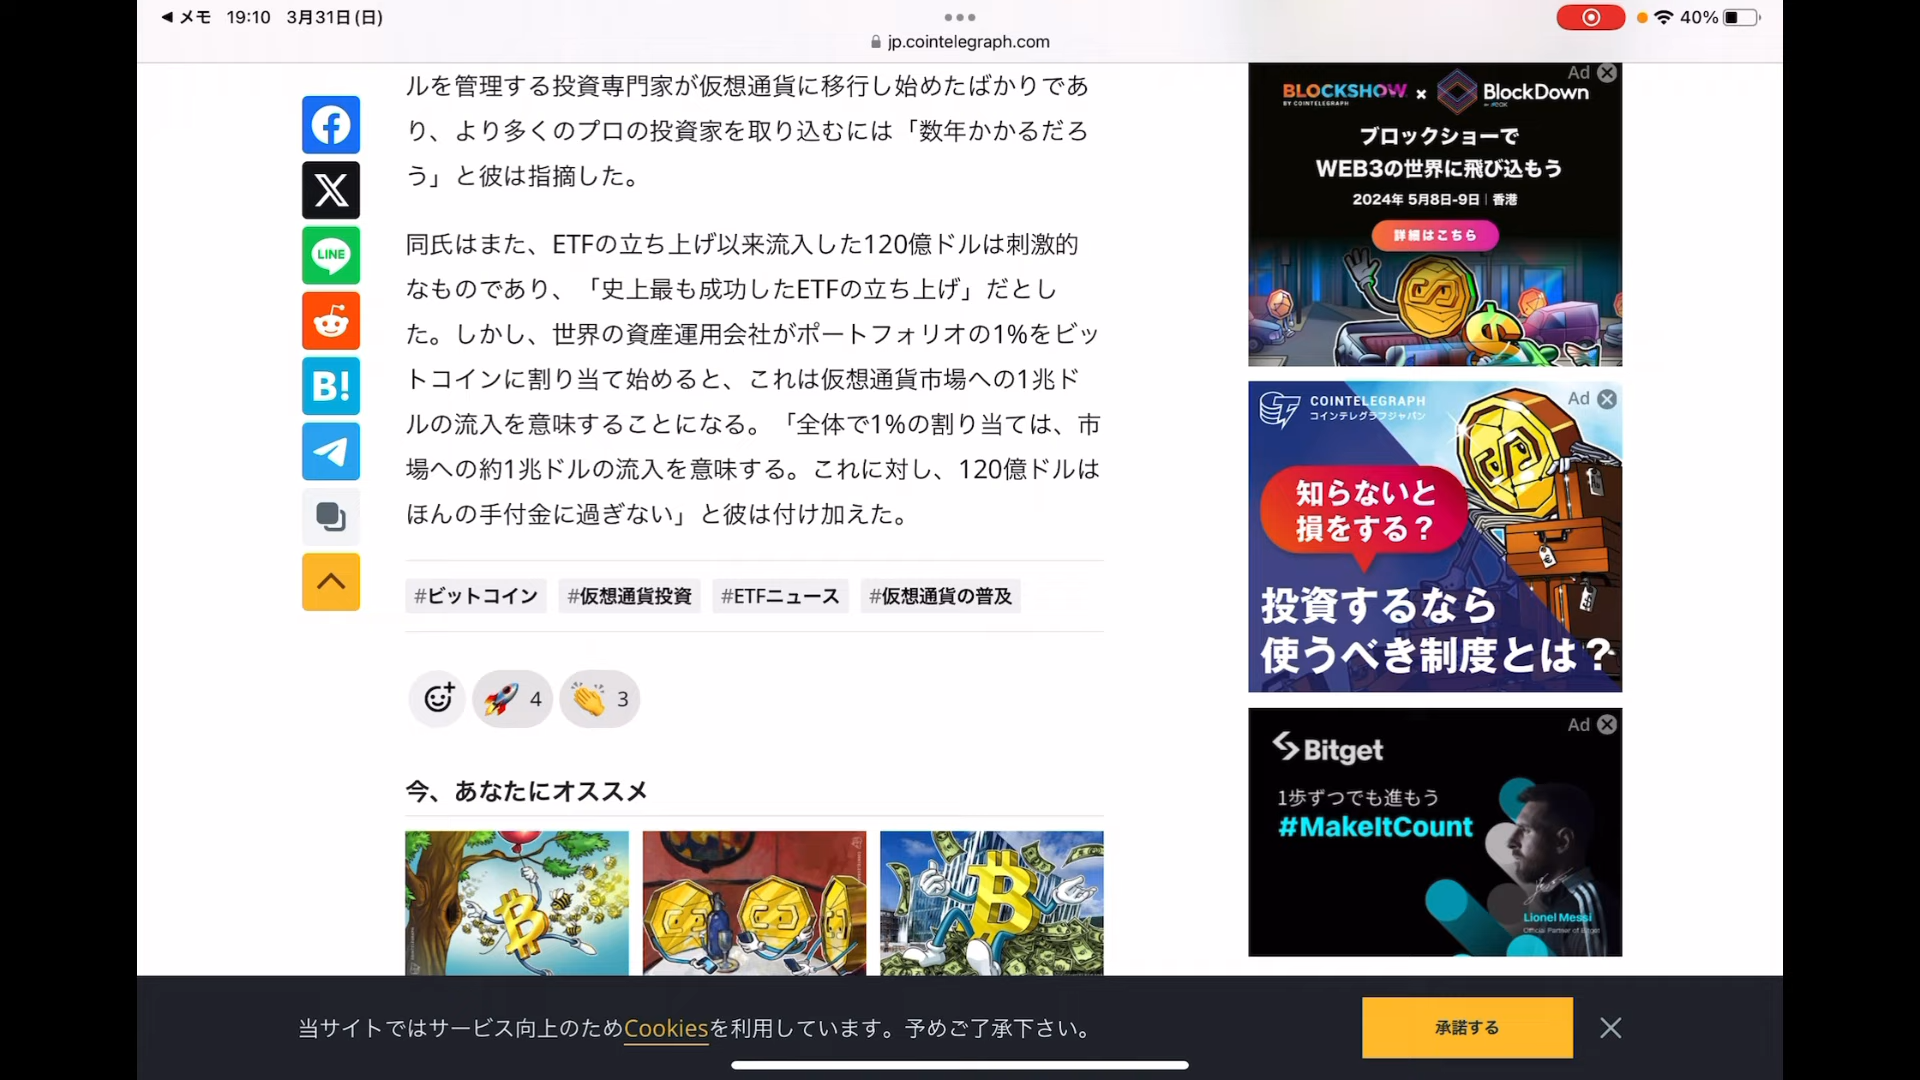 メモ 19:10 3月31日(日)
40%
jp.cointelegraph.com
ルを管理する投資専門家が仮想通貨に移行し始めたばかりであ
り、より多くのプロの投資家を取り込むには「数年かかるだろ
う」と彼は指摘した。
同氏はまた、ETFの立ち上げ以来流入した120億ドルは刺激的
なものであり、「史上最も成功したETFの立ち上げ」だとし
た。しかし、世界の資産運用会社がポートフォリオの1%をビッ
トコインに割り当て始めると、これは仮想通貨市場への1兆ド
ルの流入を意味することになる。「全体で1%の割り当ては、市
場への約1兆ドルの流入を意味する。これに対し、120億ドルは
ほんの手付金に過ぎない」と彼は付け加えた。
#ビットコイン #仮想通貨投資 #ETFニュース #仮想通貨の普及
4 3
今、あなたにオススメ
LINE
B!
Ad
BLOCKSHOW x BlockDown
BY COINTELEGRAPH
ブロックショーで
WEB3の世界に飛び込もう
2024年 5月8日-9日 | 香港
詳細はこちら
Ad
COINTELEGRAPH
コインテレグラフジャパン
知らないと
損をする?
投資するなら
使うべき制度とは?
Ad
Bitget
1歩ずつでも進もう
#MakeItCount
Lionel Messi
Official Partner of Bitget
当サイトではサービス向上のためCookiesを利用しています。予めご了承下さい。
承諾する